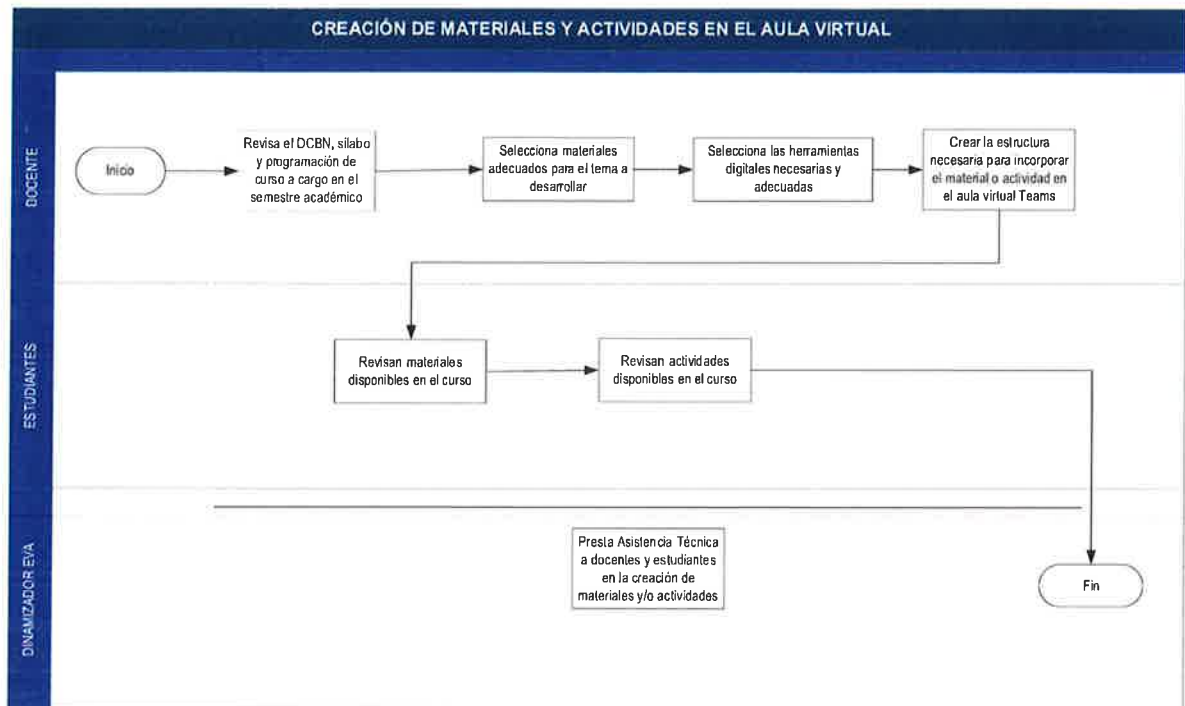 CREACIÓN DE MATERIALES Y ACTIVIDADES EN EL AULA VIRTUAL
DOCENTE
Inicio
Revisa el DCBN, sílabo
y programación de
curso a cargo en el
semestre académico
Selecciona materiales
adecuados para el tema a
desarrollar
Selecciona las herramientas
digitales necesarias y
adecuadas
Crear la estructura
necesaria para incorporar
el material o actividad en
el aula virtual Teams
ESTUDIANTES
Revisan materiales
disponibles en el curso
Revisan actividades
disponibles en el curso
DINAMIZADOR EVA
Presta Asistencia Técnica
a docentes y estudiantes
en la creación de
materiales y/o actividades
Fin